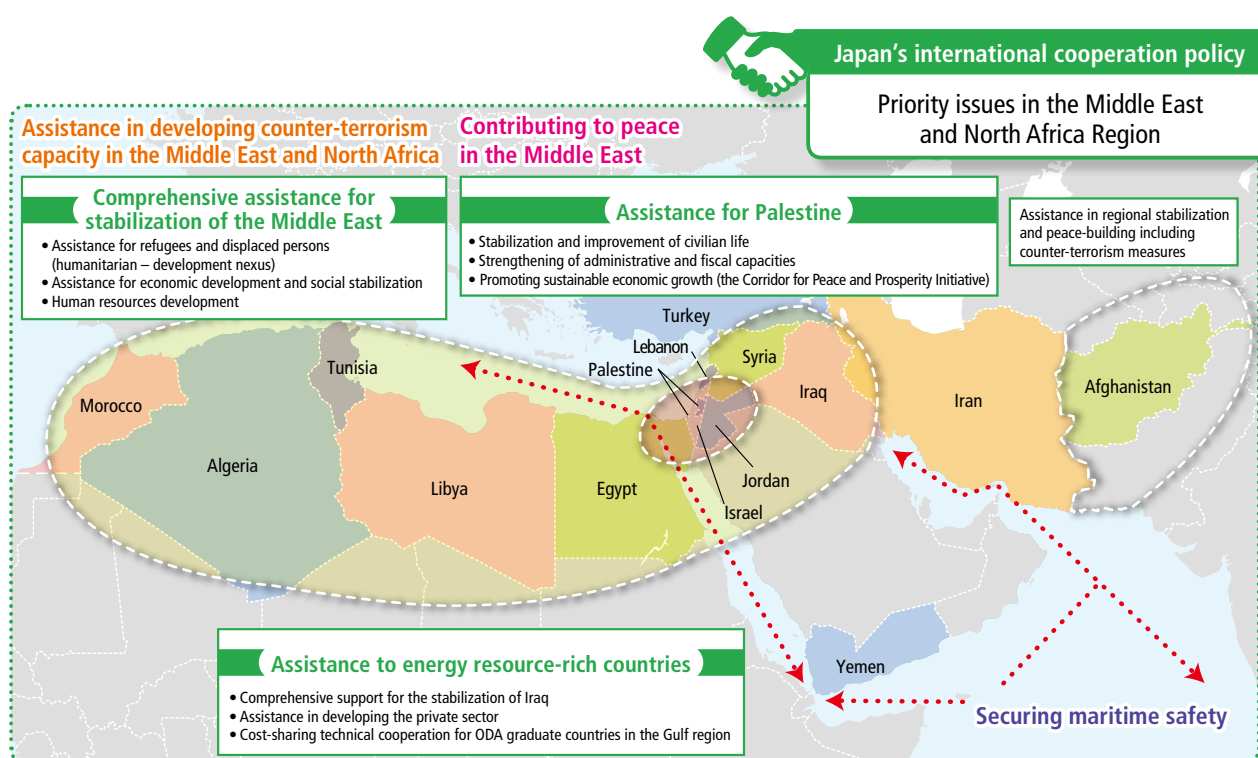 Japan’s international cooperation policy
Priority issues in the Middle East
and North Africa Region
Assistance in developing counter-terrorism
capacity in the Middle East and North Africa
Contributing to peace
in the Middle East
Comprehensive assistance for
stabilization of the Middle East
• Assistance for refugees and displaced persons
(humanitarian – development nexus)
• Assistance for economic development and social stabilization
• Human resources development
Assistance for Palestine
• Stabilization and improvement of civilian life
• Strengthening of administrative and fiscal capacities
• Promoting sustainable economic growth (the Corridor for Peace and Prosperity Initiative)
Assistance in regional stabilization
and peace-building including
counter-terrorism measures
Turkey
Lebanon
Syria
Tunisia
Palestine
Morocco
Iraq
Iran
Afghanistan
Algeria
Libya
Egypt
Jordan
Israel
Yemen
Assistance to energy resource-rich countries
• Comprehensive support for the stabilization of Iraq
• Assistance in developing the private sector
• Cost-sharing technical cooperation for ODA graduate countries in the Gulf region
Securing maritime safety